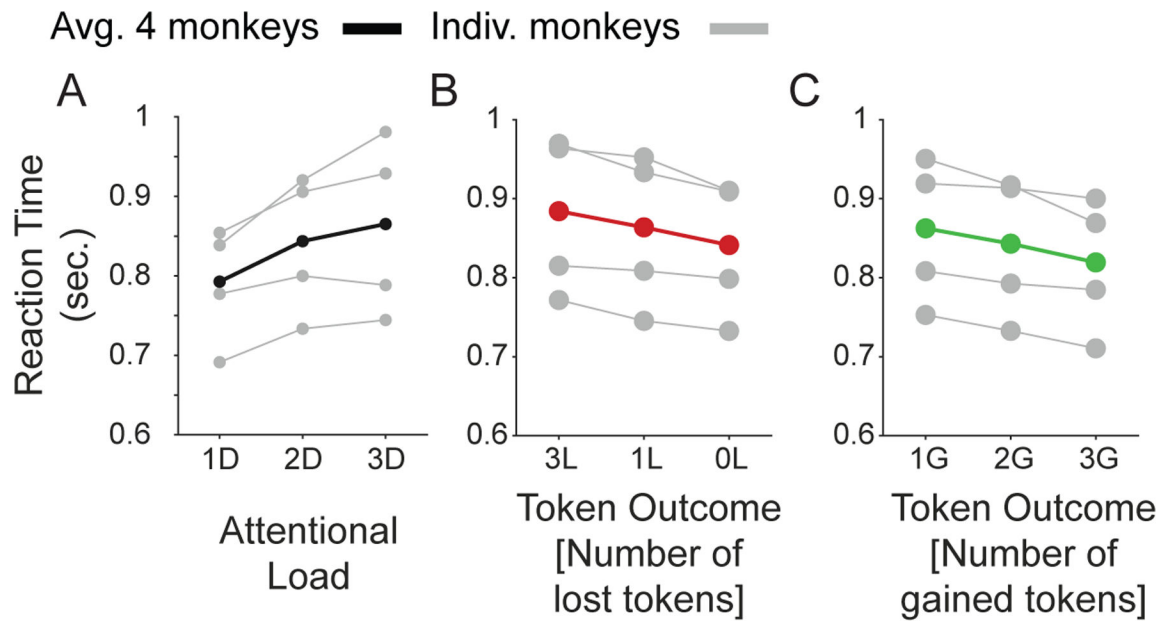 Avg. 4 monkeys Indiv. monkeys
A
Reaction Time
(sec.)
1
0.9
0.8
0.7
0.6
1D 2D 3D
Attentional
Load
B
1
0.9
0.8
0.7
0.6
3L 1L 0L
Token Outcome
[Number of
lost tokens]
C
1
0.9
0.8
0.7
0.6
1G 2G 3G
Token Outcome
[Number of
gained tokens]